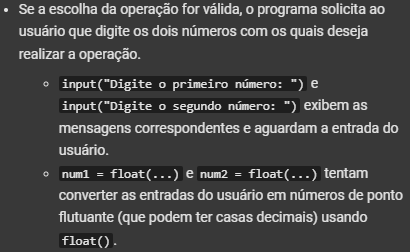 • Se a escolha da operação for válida, o programa solicita ao
usuário que digite os dois números com os quais deseja
realizar a operação.
◦ input("Digite o primeiro número: ") e
input("Digite o segundo número: ") exibem as
mensagens correspondentes e aguardam a entrada do
usuário.
◦ num1 = float(...) e num2 = float(...) tentam
converter as entradas do usuário em números de ponto
flutuante (que podem ter casas decimais) usando
float().